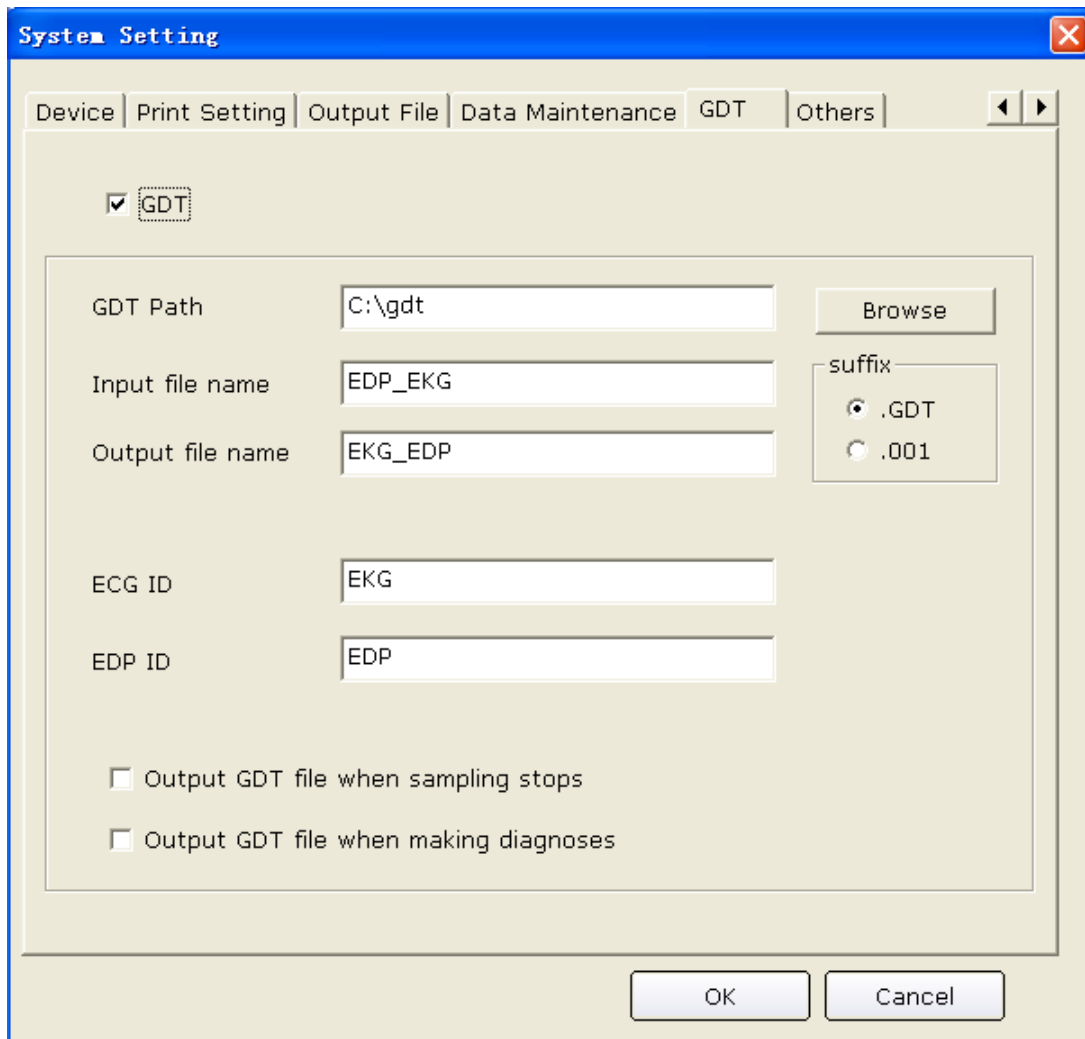 System Setting
Device Print Setting Output File Data Maintenance GDT Others
GDT
GDT Path C:\gdt Browse
Input file name EDP_EKG
suffix
.GDT
Output file name EKG_EDP
.001
ECG ID EKG
EDP ID EDP
Output GDT file when sampling stops
Output GDT file when making diagnoses
OK Cancel